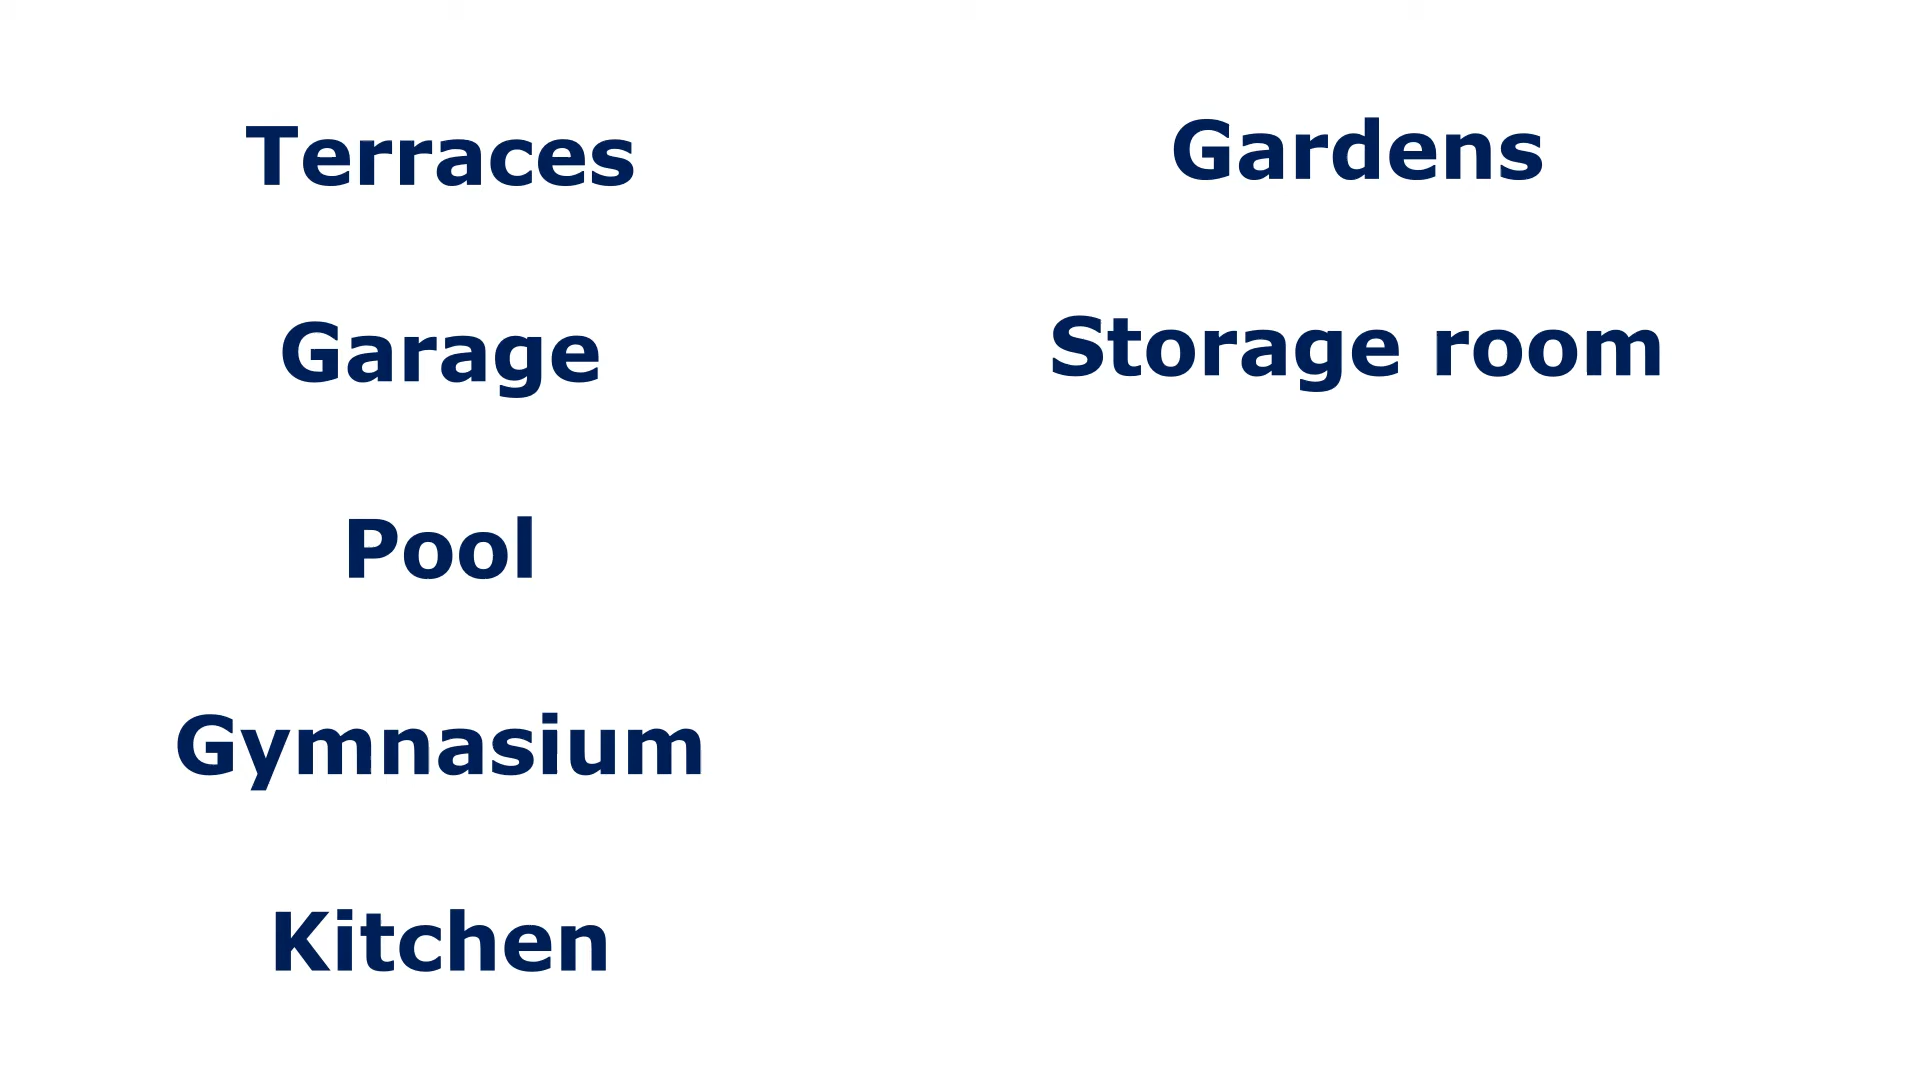 Terraces
Garage
Pool
Gymnasium
Kitchen
Gardens
Storage room